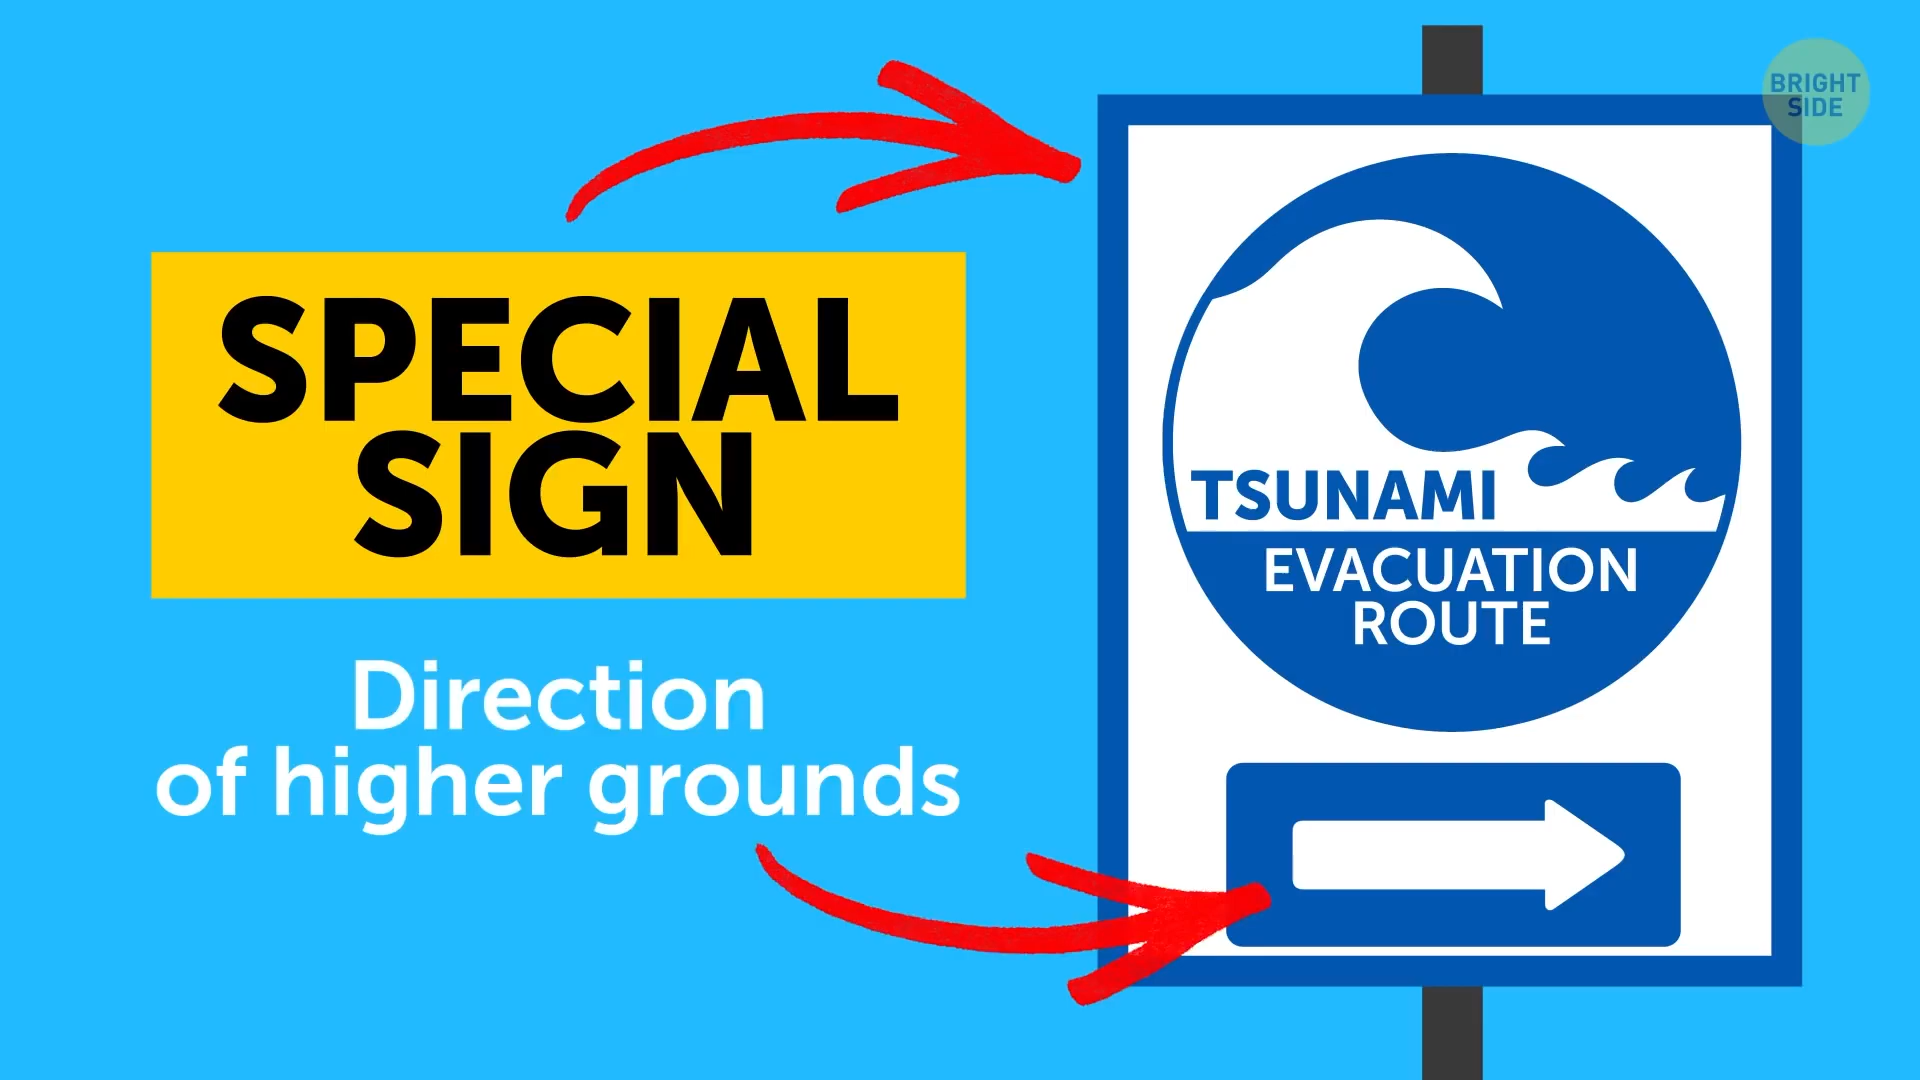 SPECIAL
SIGN
Direction
of higher grounds
BRIGHT
SIDE
TSUNAMI
EVACUATION
ROUTE